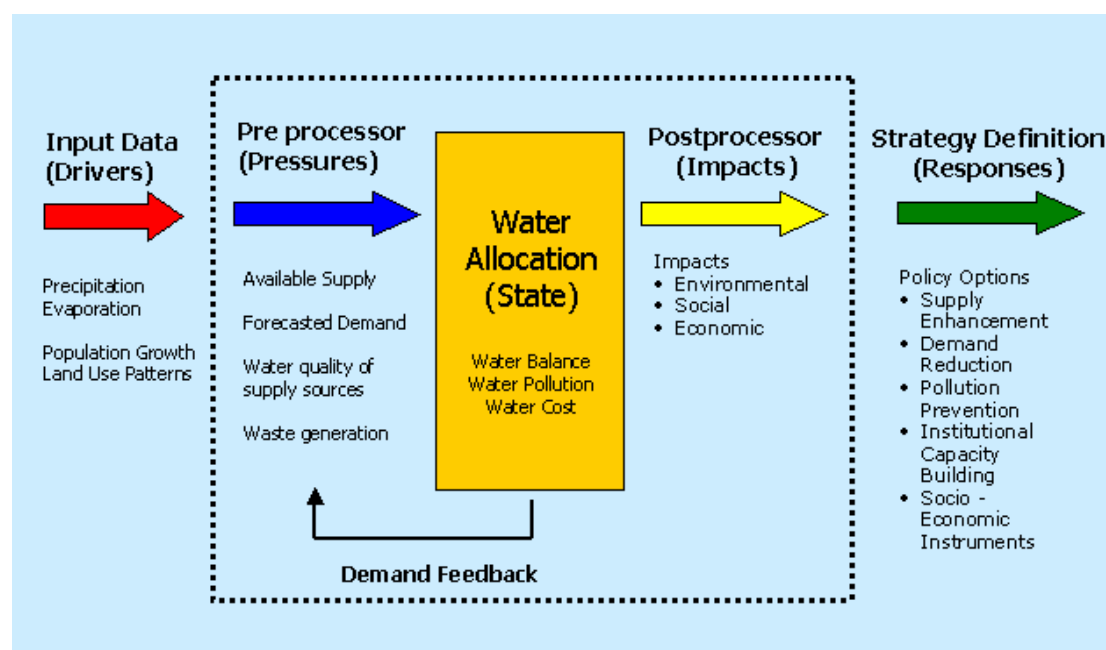 Input Data
(Drivers)
Precipitation
Evaporation
Population Growth
Land Use Patterns
Pre processor
(Pressures)
Available Supply
Forecasted Demand
Water quality of
supply sources
Waste generation
Water
Allocation
(State)
Water Balance
Water Pollution
Water Cost
Demand Feedback
Postprocessor
(Impacts)
Impacts
• Environmental
• Social
• Economic
Strategy Definition
(Responses)
Policy Options
• Supply
Enhancement
• Demand
Reduction
• Pollution
Prevention
• Institutional
Capacity
Building
• Socio -
Economic
Instruments